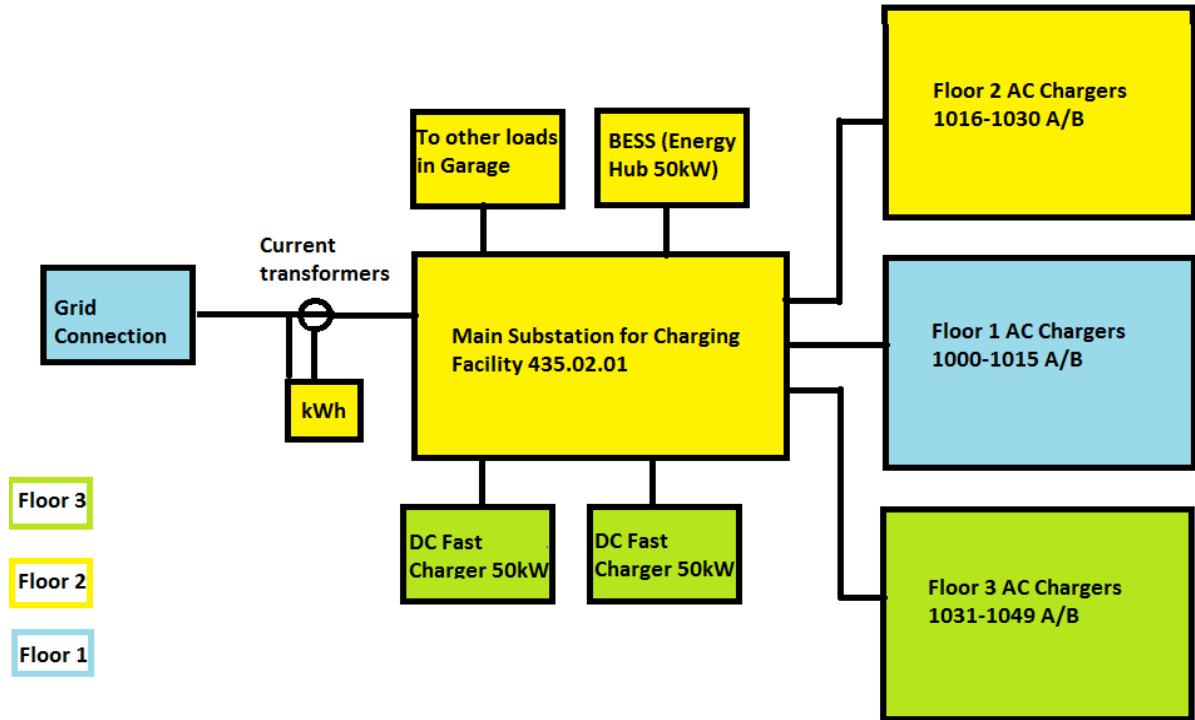 Floor 2 AC Chargers
1016-1030 A/B
To other loads
in Garage
BESS (Energy
Hub 50kW)
Current
transformers
Grid
Connection
Main Substation for Charging
Facility 435.02.01
Floor 1 AC Chargers
1000-1015 A/B
kWh
Floor 3
Floor 2
Floor 1
DC Fast
Charger 50kW
DC Fast
Charger 50kW
Floor 3 AC Chargers
1031-1049 A/B